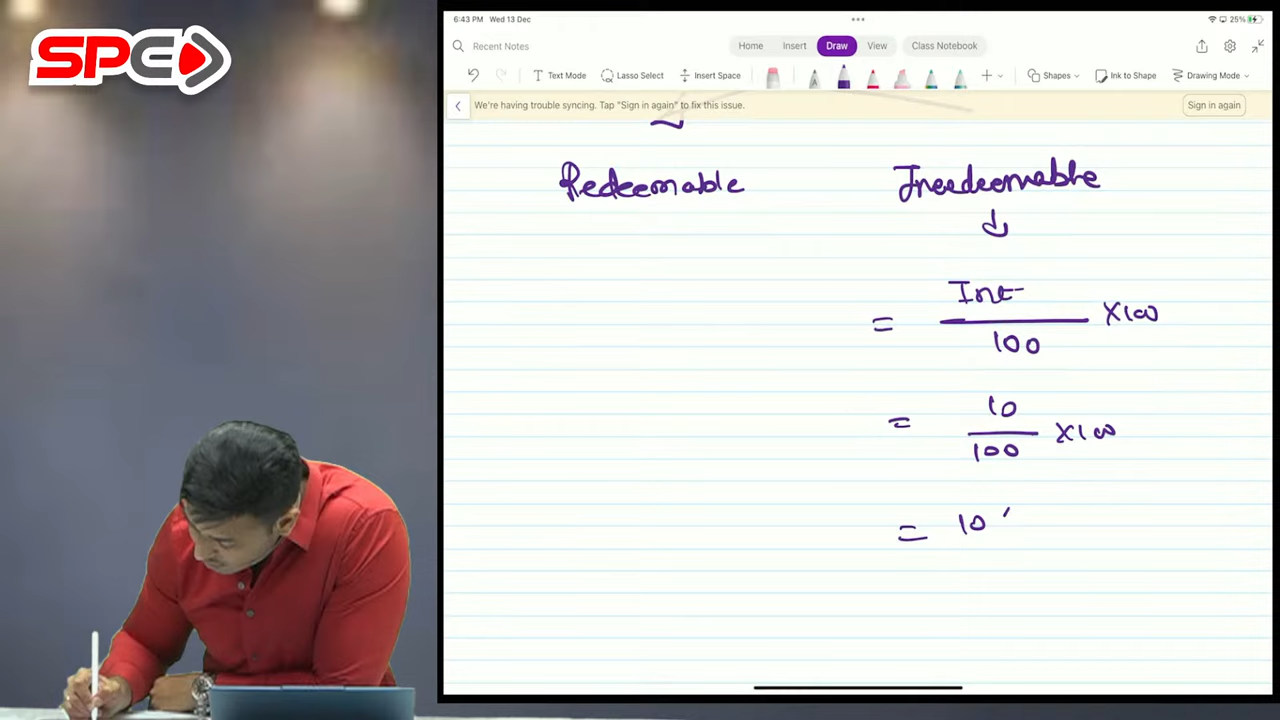 SPE
6:43 PM Wed 13 Dec
25%
Recent Notes
Home Insert Draw View Class Notebook
Text Mode Lasso Select Insert Space Shapes Ink to Shape Drawing Mode
We're having trouble syncing. Tap "Sign in again" to fix this issue.
Sign in again
Redeemable Irredeemable
= Int / 100 ×100
= 10 / 100 ×100
= 10